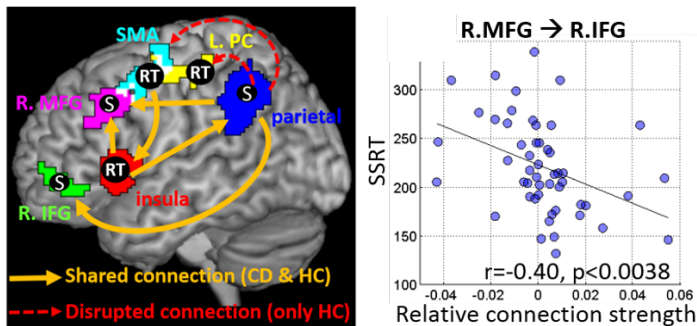 SMA
L. PC
RT
RT
R. MFG
S
S
parietal
RT
insula
S
R. IFG
Shared connection (CD & HC)
Disrupted connection (only HC)
R.MFG → R.IFG
SSRT
300
250
200
150
100
r=-0.40, p<0.0038
-0.04 -0.02 0 0.02 0.04 0.06
Relative connection strength